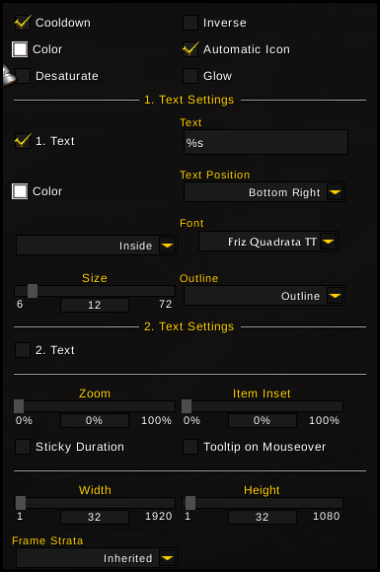 Cooldown Inverse
Color Automatic Icon
Desaturate Glow
1. Text Settings
Text
1. Text %s
Text Position
Color Bottom Right
Font
Inside Friz Quadrata TT
Size Outline
6 12 72 Outline
2. Text Settings
2. Text
Zoom Item Inset
0% 0% 100% 0% 0% 100%
Sticky Duration Tooltip on Mouseover
Width Height
1 32 1920 1 32 1080
Frame Strata
Inherited